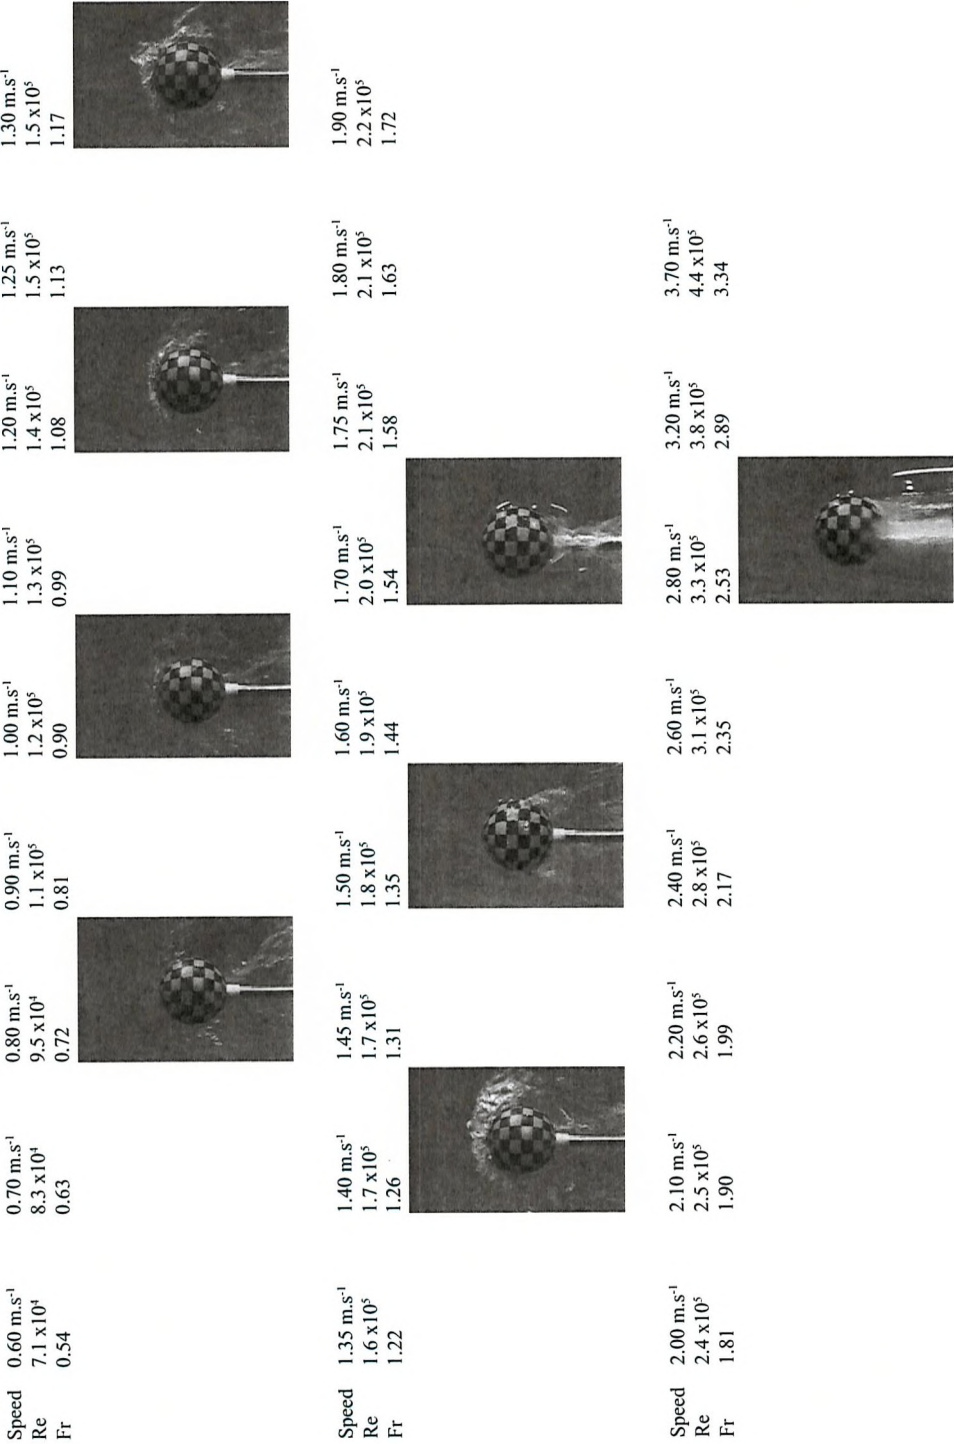 Speed 0.60 m.s⁻¹ 0.70 m.s⁻¹ 0.80 m.s⁻¹ 0.90 m.s⁻¹ 1.00 m.s⁻¹ 1.10 m.s⁻¹ 1.20 m.s⁻¹ 1.25 m.s⁻¹ 1.30 m.s⁻¹
Re 7.1 x10⁴ 8.3 x10⁴ 9.5 x10⁴ 1.1 x10⁵ 1.2 x10⁵ 1.3 x10⁵ 1.4 x10⁵ 1.5 x10⁵ 1.5 x10⁵
Fr 0.54 0.63 0.72 0.81 0.90 0.99 1.08 1.13 1.17
Speed 1.35 m.s⁻¹ 1.40 m.s⁻¹ 1.45 m.s⁻¹ 1.50 m.s⁻¹ 1.60 m.s⁻¹ 1.70 m.s⁻¹ 1.75 m.s⁻¹ 1.80 m.s⁻¹ 1.90 m.s⁻¹
Re 1.6 x10⁵ 1.7 x10⁵ 1.7 x10⁵ 1.8 x10⁵ 1.9 x10⁵ 2.0 x10⁵ 2.1 x10⁵ 2.1 x10⁵ 2.2 x10⁵
Fr 1.22 1.26 1.31 1.35 1.44 1.54 1.58 1.63 1.72
Speed 2.00 m.s⁻¹ 2.10 m.s⁻¹ 2.20 m.s⁻¹ 2.40 m.s⁻¹ 2.60 m.s⁻¹ 2.80 m.s⁻¹ 3.20 m.s⁻¹ 3.70 m.s⁻¹
Re 2.4 x10⁵ 2.5 x10⁵ 2.6 x10⁵ 2.8 x10⁵ 3.1 x10⁵ 3.3 x10⁵ 3.8 x10⁵ 4.4 x10⁵
Fr 1.81 1.90 1.99 2.17 2.35 2.53 2.89 3.34